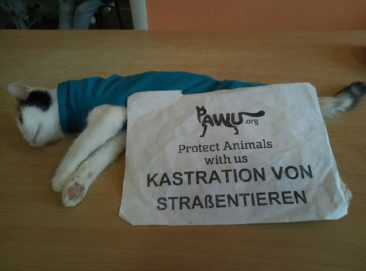 PAWU.org
Protect Animals
with us
KASTRATION VON
STRAßENTIEREN